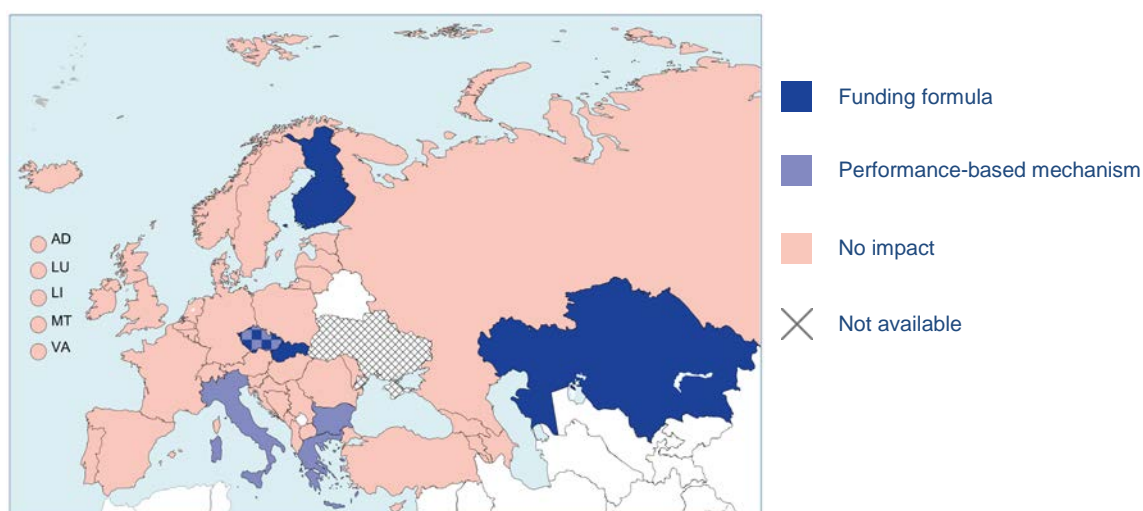 AD
LU
LI
MT
VA
Funding formula
Performance-based mechanism
No impact
Not available